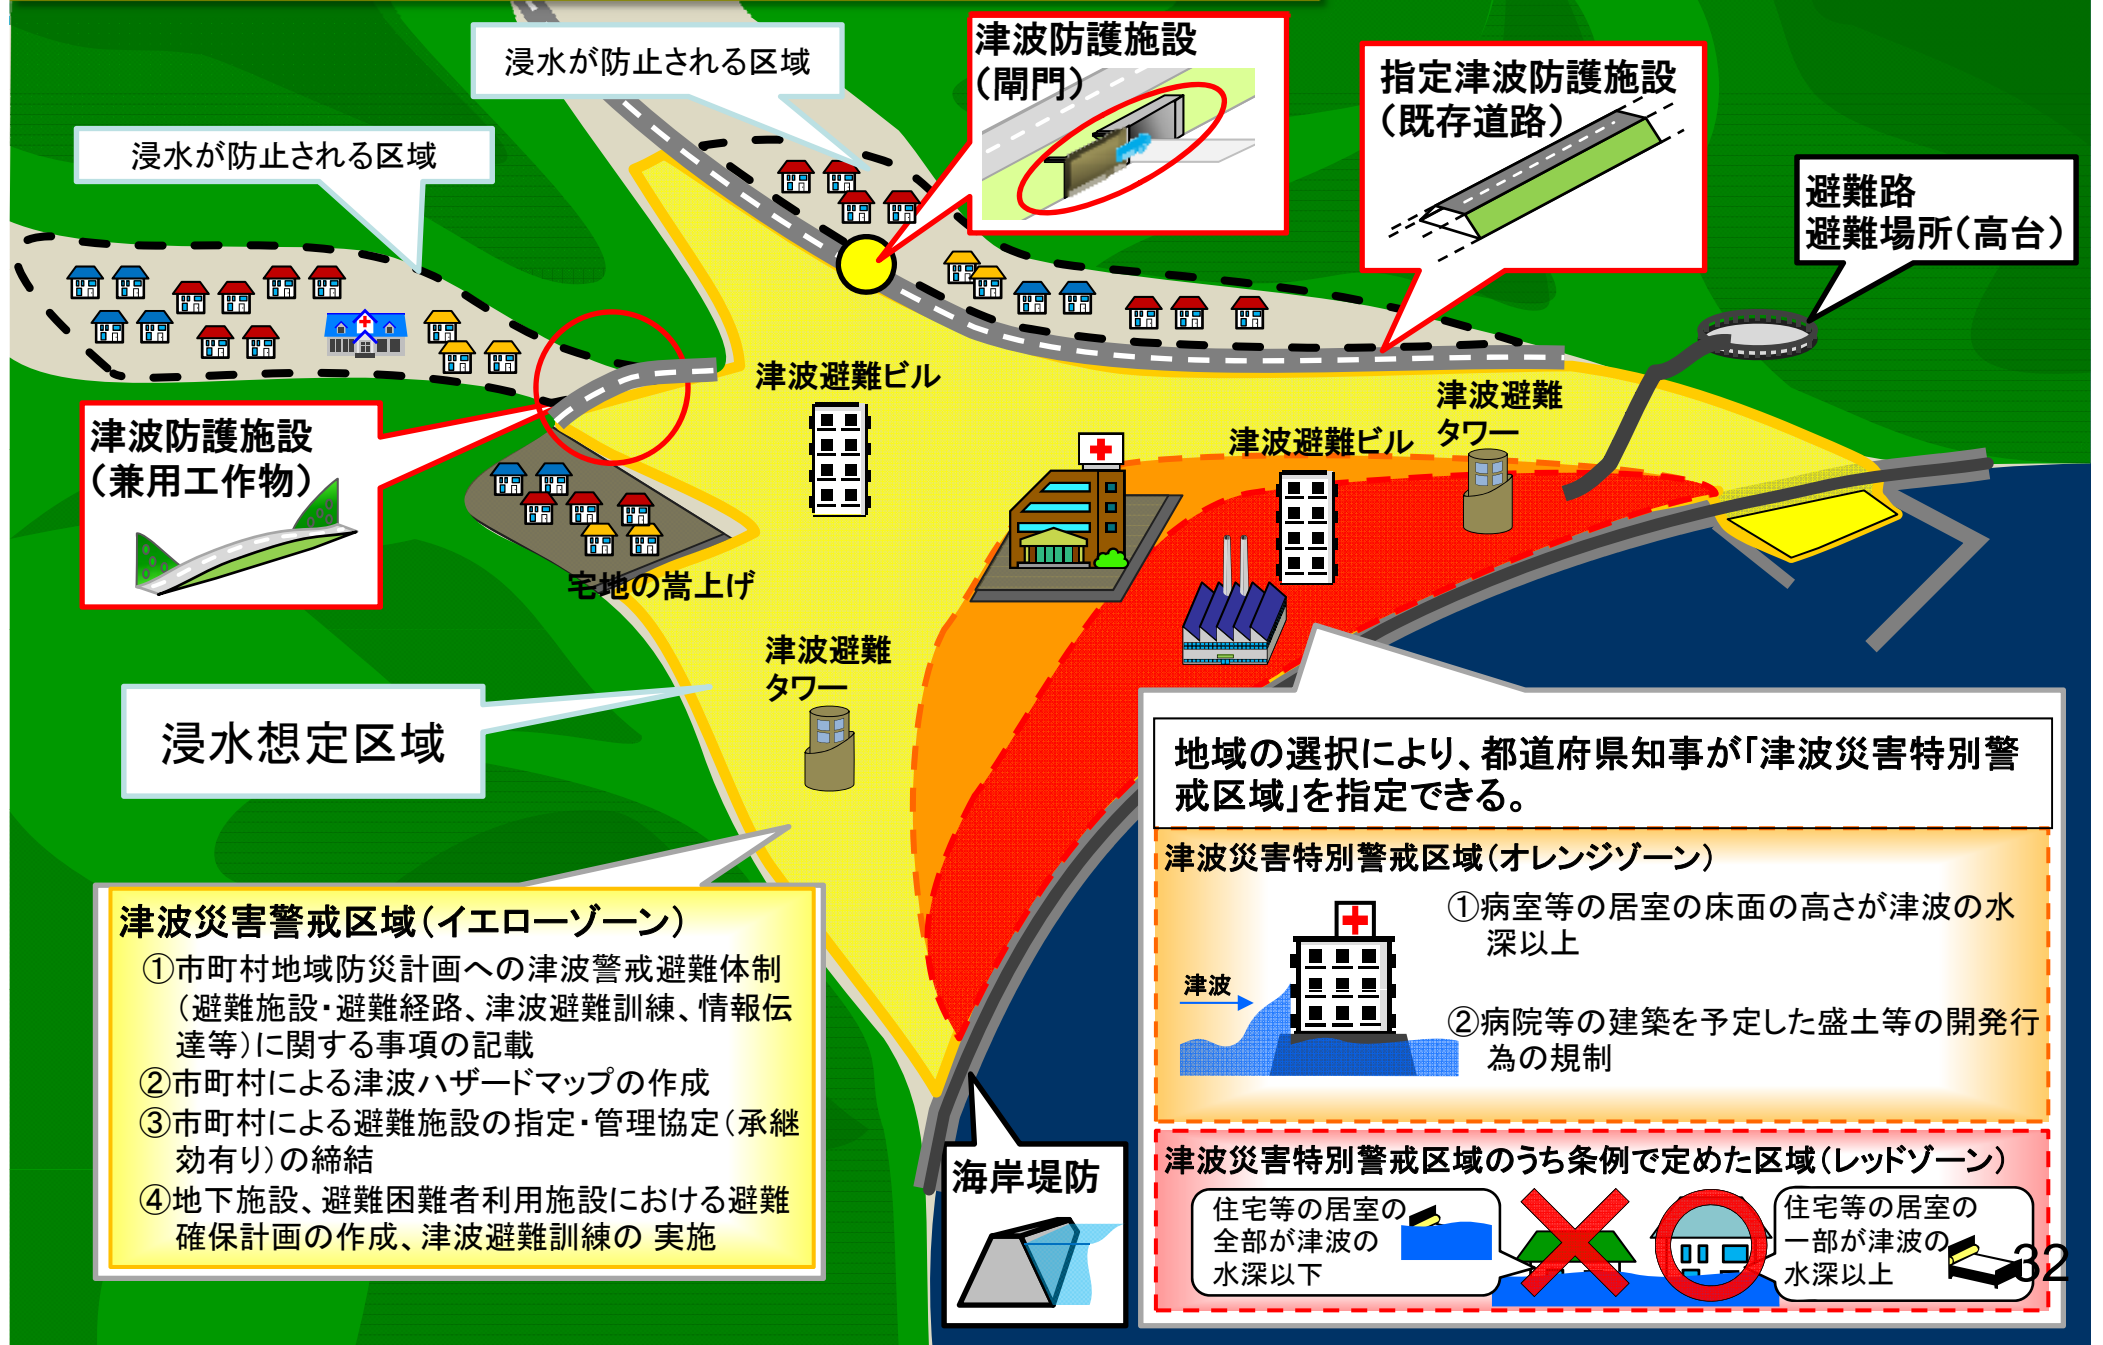 浸水が防止される区域
浸水が防止される区域
津波防護施設
（閘門）
指定津波防護施設
（既存道路）
避難路
避難場所（高台）
津波避難ビル
津波避難
タワー
津波避難ビル
津波防護施設
（兼用工作物）
宅地の嵩上げ
津波避難
タワー
浸水想定区域
津波災害警戒区域（イエローゾーン）
①市町村地域防災計画への津波警戒避難体制
（避難施設・避難経路、津波避難訓練、情報伝
達等）に関する事項の記載
②市町村による津波ハザードマップの作成
③市町村による避難施設の指定・管理協定（承継
効有り）の締結
④地下施設、避難困難者利用施設における避難
確保計画の作成、津波避難訓練の 実施
海岸堤防
地域の選択により、都道府県知事が「津波災害特別警
戒区域」を指定できる。
津波災害特別警戒区域（オレンジゾーン）
①病室等の居室の床面の高さが津波の水
深以上
津波
②病院等の建築を予定した盛土等の開発行
為の規制
津波災害特別警戒区域のうち条例で定めた区域（レッドゾーン）
住宅等の居室の
全部が津波の
水深以下
住宅等の居室の
一部が津波の
水深以上
32